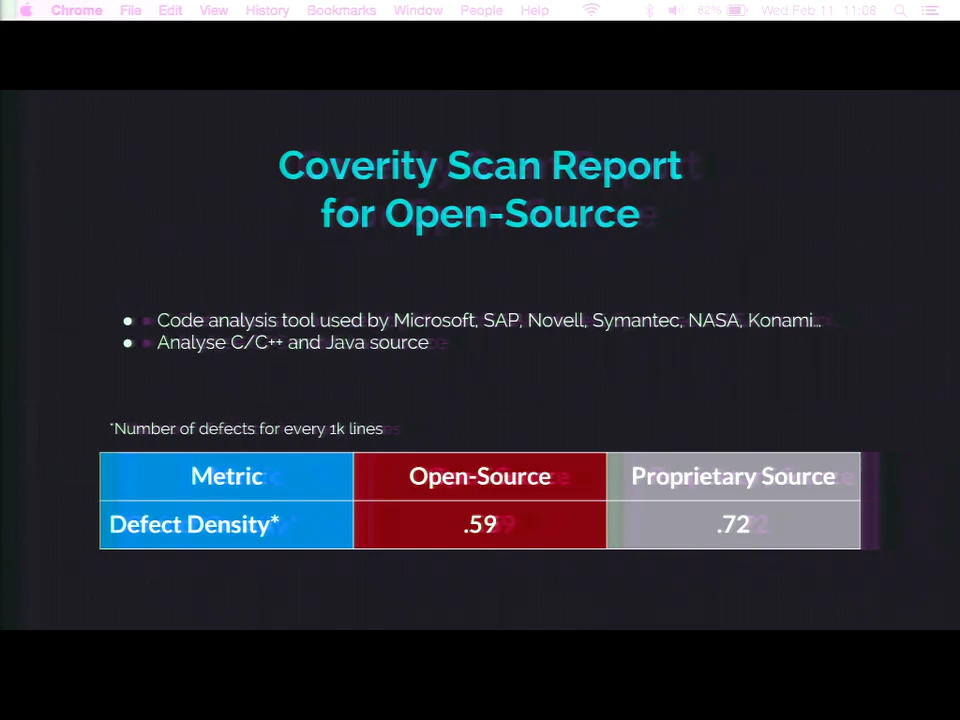 Chrome File Edit View History Bookmarks Window People Help 82% Wed Feb 11 11:08
Coverity Scan Report
for Open-Source
● Code analysis tool used by Microsoft, SAP, Novell, Symantec, NASA, Konami…
● Analyse C/C++ and Java source
*Number of defects for every 1k lines
Metric Open-Source Proprietary Source
Defect Density* .59 .72